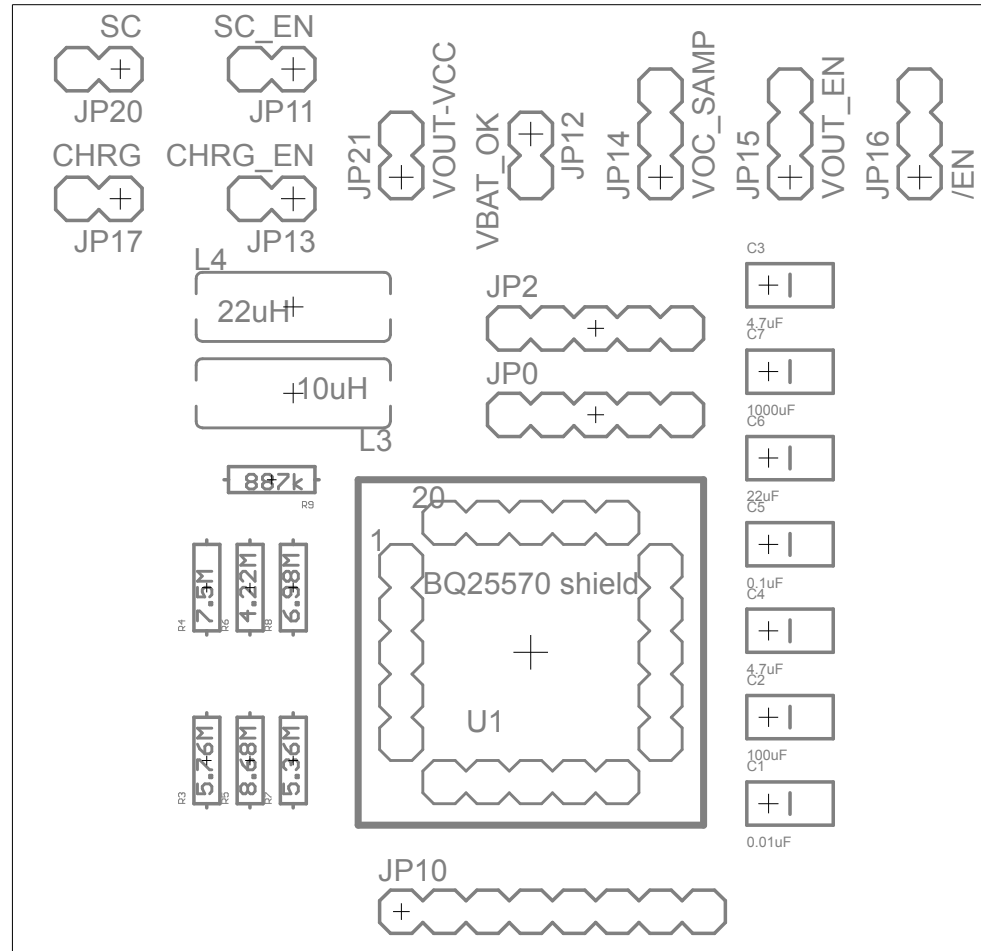 SC
SC_EN
JP20
JP11
CHRG
CHRG_EN
JP17
JP13
JP21
VOUT-VCC
VBAT_OK
JP12
JP14
VOC_SAMP
JP15
VOUT_EN
JP16
/EN
L4
22uH
10uH
L3
JP2
JP0
C3
4.7uF
C7
1000uF
C6
22uF
C5
0.1uF
C4
4.7uF
C2
100uF
C1
0.01uF
887k
R9
R4
7.5M
R6
4.22M
R8
6.98M
R3
5.76M
R5
8.68M
R7
5.36M
20
1
BQ25570 shield
U1
JP10